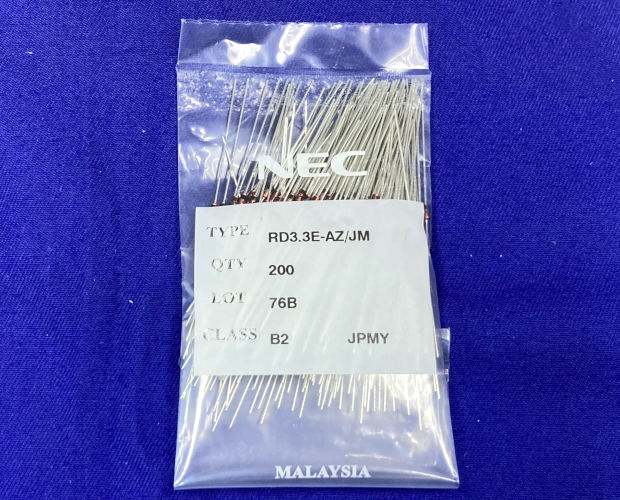 NEC
TYPE RD3.3E-AZ/JM
QTY 200
LOT 76B
CLASS B2 JPMY
MALAYSIA